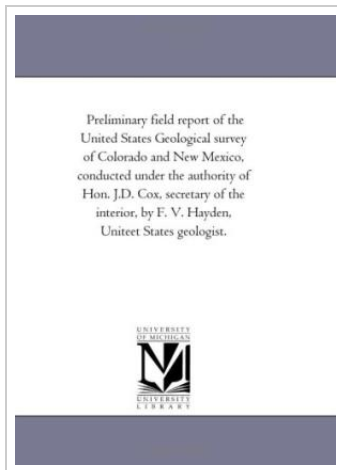 Preliminary field report of the
United States Geological survey
of Colorado and New Mexico,
conducted under the authority of
Hon. J.D. Cox, secretary of the
interior, by F. V. Hayden,
Uniteet States geologist.
UNIVERSITY
OF MICHIGAN
M
UNIVERSITY
LIBRARY